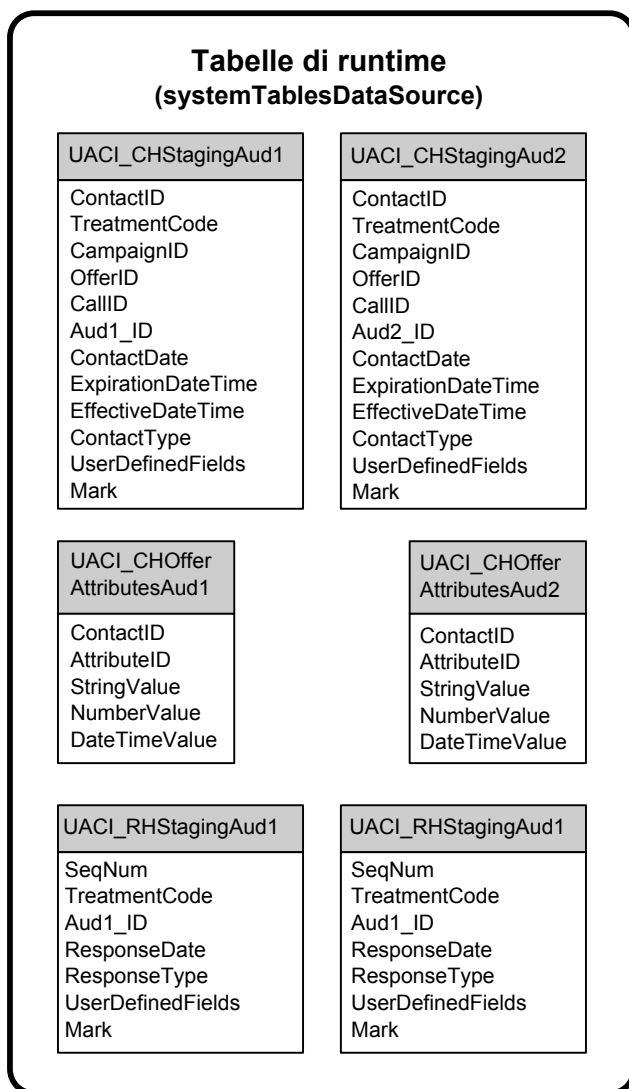 Tabelle di runtime
(systemTablesDataSource)
UACI_CHStagingAud1
ContactID
TreatmentCode
CampaignID
OfferID
CallID
Aud1_ID
ContactDate
ExpirationDateTime
EffectiveDateTime
ContactType
UserDefinedFields
Mark
UACI_CHStagingAud2
ContactID
TreatmentCode
CampaignID
OfferID
CallID
Aud2_ID
ContactDate
ExpirationDateTime
EffectiveDateTime
ContactType
UserDefinedFields
Mark
UACI_CHOffer
AttributesAud1
ContactID
AttributeID
StringValue
NumberValue
DateTimeValue
UACI_CHOffer
AttributesAud2
ContactID
AttributeID
StringValue
NumberValue
DateTimeValue
UACI_RHStagingAud1
SeqNum
TreatmentCode
Aud1_ID
ResponseDate
ResponseType
UserDefinedFields
Mark
UACI_RHStagingAud1
SeqNum
TreatmentCode
Aud1_ID
ResponseDate
ResponseType
UserDefinedFields
Mark